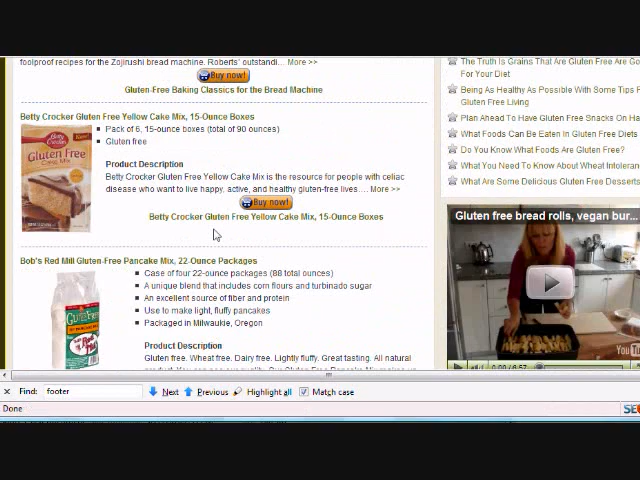 foolproof recipes for the Zojirushi bread machine. Roberts' outstandi... More >>
Buy now!
Gluten-Free Baking Classics for the Bread Machine
Betty Crocker Gluten Free Yellow Cake Mix, 15-Ounce Boxes
Pack of 6, 15-ounce boxes (total of 90 ounces)
Gluten free
Betty Crocker
Gluten Free
Cake Mix
Product Description
Betty Crocker Gluten Free Yellow Cake Mix is the resource for people with celiac
disease who want to live happy, active, and healthy gluten-free lives.... More >>
Buy now!
Betty Crocker Gluten Free Yellow Cake Mix, 15-Ounce Boxes
Bob's Red Mill Gluten-Free Pancake Mix, 22-Ounce Packages
Case of four 22-ounce packages (88 total ounces)
A unique blend that includes corn flours and turbinado sugar
An excellent source of fiber and protein
Use to make light, fluffy pancakes
Packaged in Milwaukie, Oregon
Product Description
Gluten free. Wheat free. Dairy free. Lightly fluffy. Great tasting. All natural
The Truth Is Grains That Are Gluten Free Are Go
For Your Diet
Being As Healthy As Possible With Some Tips F
Gluten Free Living
Plan Ahead To Have Gluten Free Snacks On Ha
What Foods Can Be Eaten In Gluten Free Diets
Do You Know What Foods Are Gluten Free?
What You Need To Know About Wheat Intoleran
What Are Some Delicious Gluten Free Desserts
Gluten free bread rolls, vegan bur...
You
0:00 / 6:57
Find: footer
Next
Previous
Highlight all
Match case
Done
SE